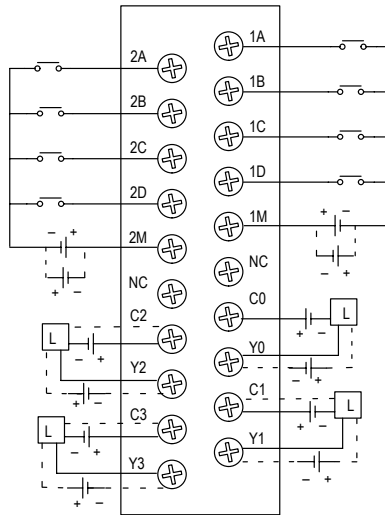 2A 1A
2B 1B
2C 1C
2D 1D
2M 1M
− + + −
+ − − +
NC NC
C2 C0
L − + + − L
Y2 Y0
+ − − +
C3 C1
L − + + − L
Y3 Y1
+ − − +